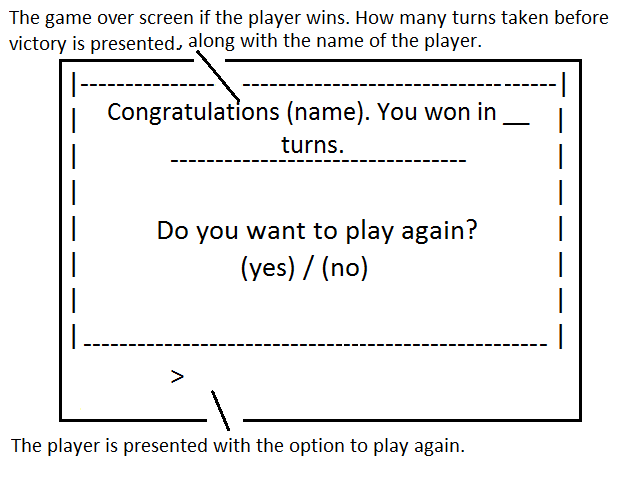 The game over screen if the player wins. How many turns taken before
victory is presented., along with the name of the player.
Congratulations (name). You won in __
turns.
Do you want to play again?
(yes) / (no)
>
The player is presented with the option to play again.